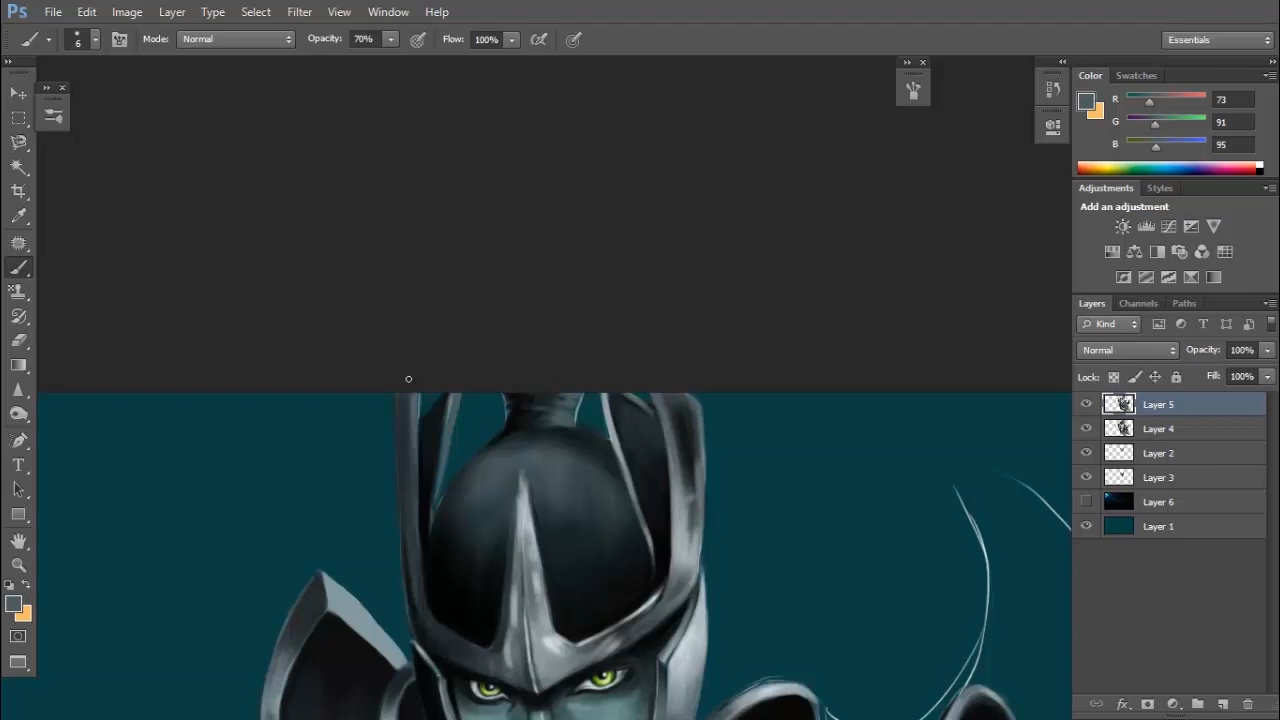 Ps File Edit Image Layer Type Select Filter View Window Help
6 Mode: Normal Opacity: 70% Flow: 100% Essentials
Color Swatches
R 73
G 91
B 95
Adjustments Styles
Add an adjustment
Layers Channels Paths
Kind
Normal Opacity: 100%
Lock: Fill: 100%
Layer 5
Layer 4
Layer 2
Layer 3
Layer 6
Layer 1